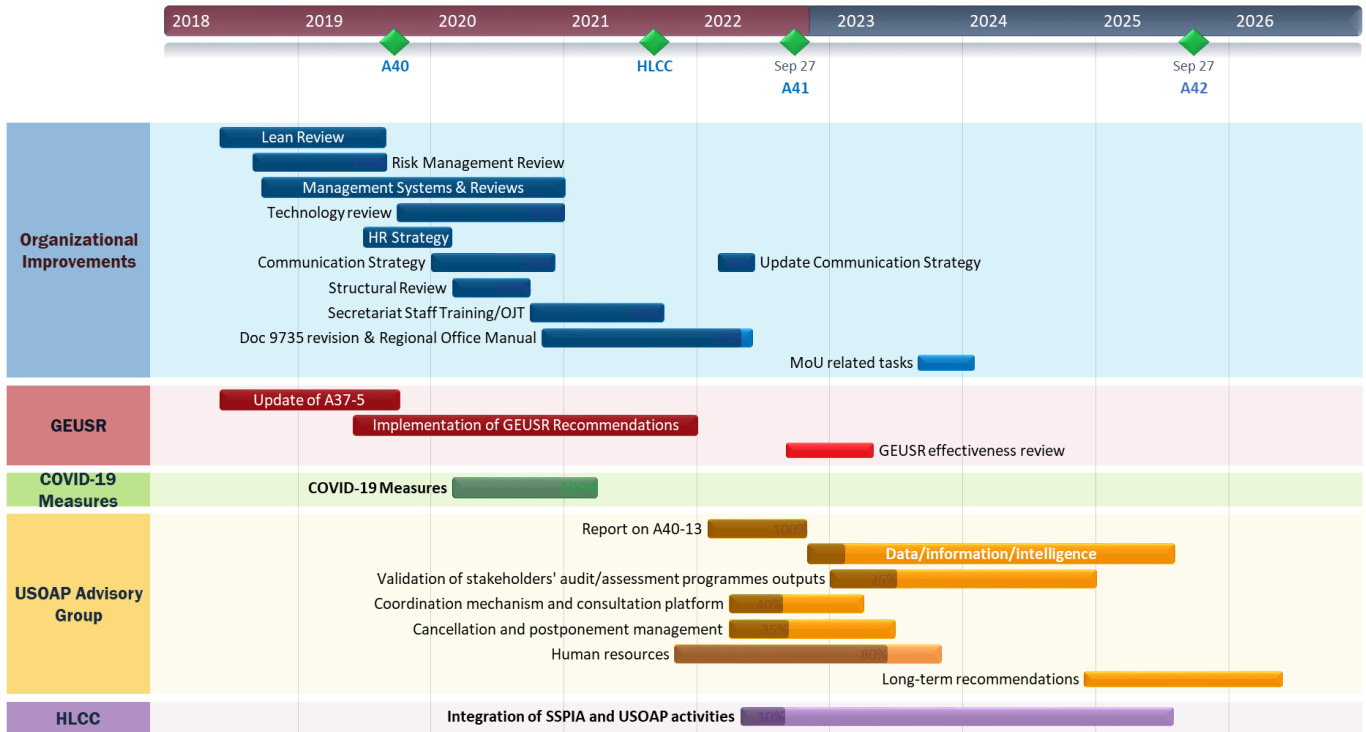 2018 2019 2020 2021 2022 2023 2024 2025 2026
A40
HLCC
Sep 27
A41
Sep 27
A42
Organizational
Improvements
Lean Review
Risk Management Review
Management Systems & Reviews
Technology review
HR Strategy
Communication Strategy
Update Communication Strategy
Structural Review
Secretariat Staff Training/OJT
Doc 9735 revision & Regional Office Manual
MoU related tasks
GEUSR
Update of A37-5
Implementation of GEUSR Recommendations
GEUSR effectiveness review
COVID-19
Measures
COVID-19 Measures 100%
USOAP Advisory
Group
Report on A40-13 100%
Data/information/intelligence
Validation of stakeholders' audit/assessment programmes outputs 25%
Coordination mechanism and consultation platform 40%
Cancellation and postponement management 35%
Human resources 80%
Long-term recommendations
HLCC
Integration of SSPIA and USOAP activities 10%